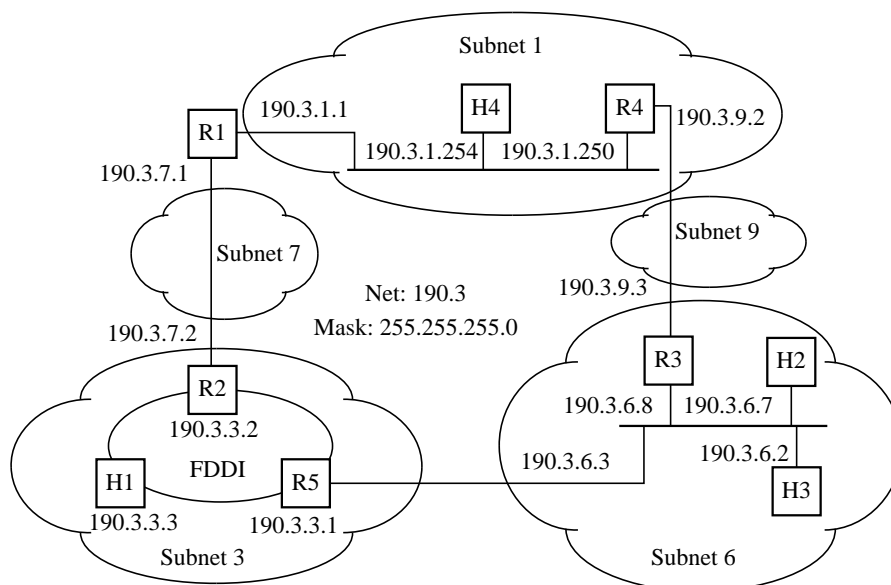 Subnet 1
190.3.1.1
H4
R4
190.3.9.2
R1
190.3.1.254
190.3.1.250
190.3.7.1
Subnet 7
Subnet 9
190.3.9.3
Net: 190.3
Mask: 255.255.255.0
190.3.7.2
R3
H2
R2
190.3.6.8
190.3.6.7
190.3.3.2
190.3.6.3
190.3.6.2
H1
FDDI
R5
H3
190.3.3.3
190.3.3.1
Subnet 3
Subnet 6